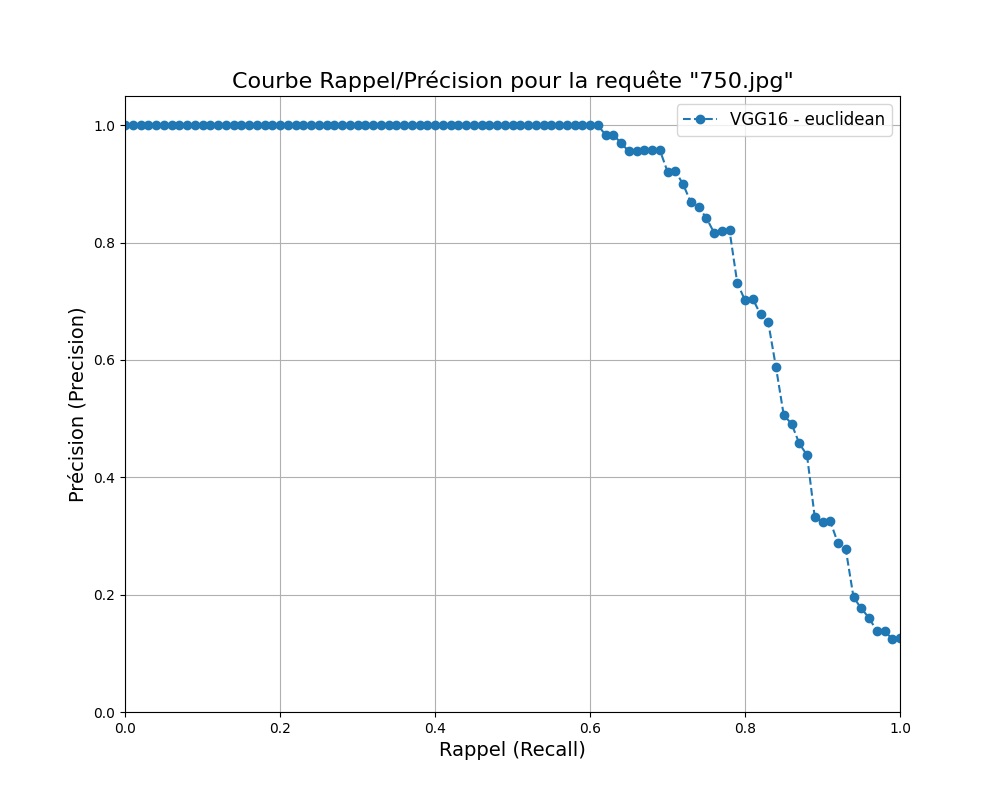 Courbe Rappel/Précision pour la requête "750.jpg"
VGG16 - euclidean
Précision (Precision)
1.0
0.8
0.6
0.4
0.2
0.0
0.0 0.2 0.4 0.6 0.8 1.0
Rappel (Recall)